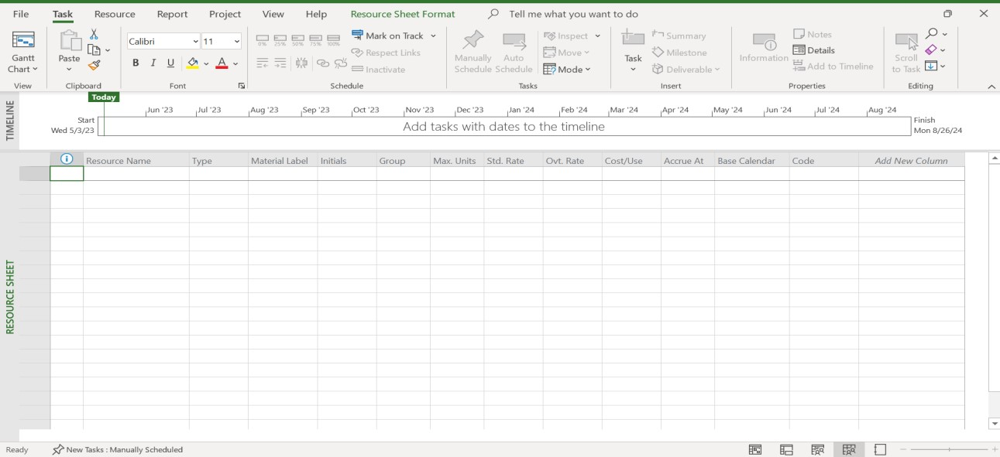 File Task Resource Report Project View Help Resource Sheet Format Tell me what you want to do
Gantt Chart
View
Paste
Clipboard
Calibri 11
B I U A
Font
0% 25% 50% 75% 100%
Mark on Track
Respect Links
Inactivate
Schedule
Manually Schedule
Auto Schedule
Inspect
Move
Mode
Tasks
Task
Summary
Milestone
Deliverable
Insert
Information
Notes
Details
Add to Timeline
Properties
Scroll to Task
Editing
TIMELINE
Today
Jun '23 Jul '23 Aug '23 Sep '23 Oct '23 Nov '23 Dec '23 Jan '24 Feb '24 Mar '24 Apr '24 May '24 Jun '24 Jul '24 Aug '24
Start
Wed 5/3/23
Add tasks with dates to the timeline
Finish
Mon 8/26/24
RESOURCE SHEET
Resource Name Type Material Label Initials Group Max. Units Std. Rate Ovt. Rate Cost/Use Accrue At Base Calendar Code Add New Column
Ready New Tasks : Manually Scheduled